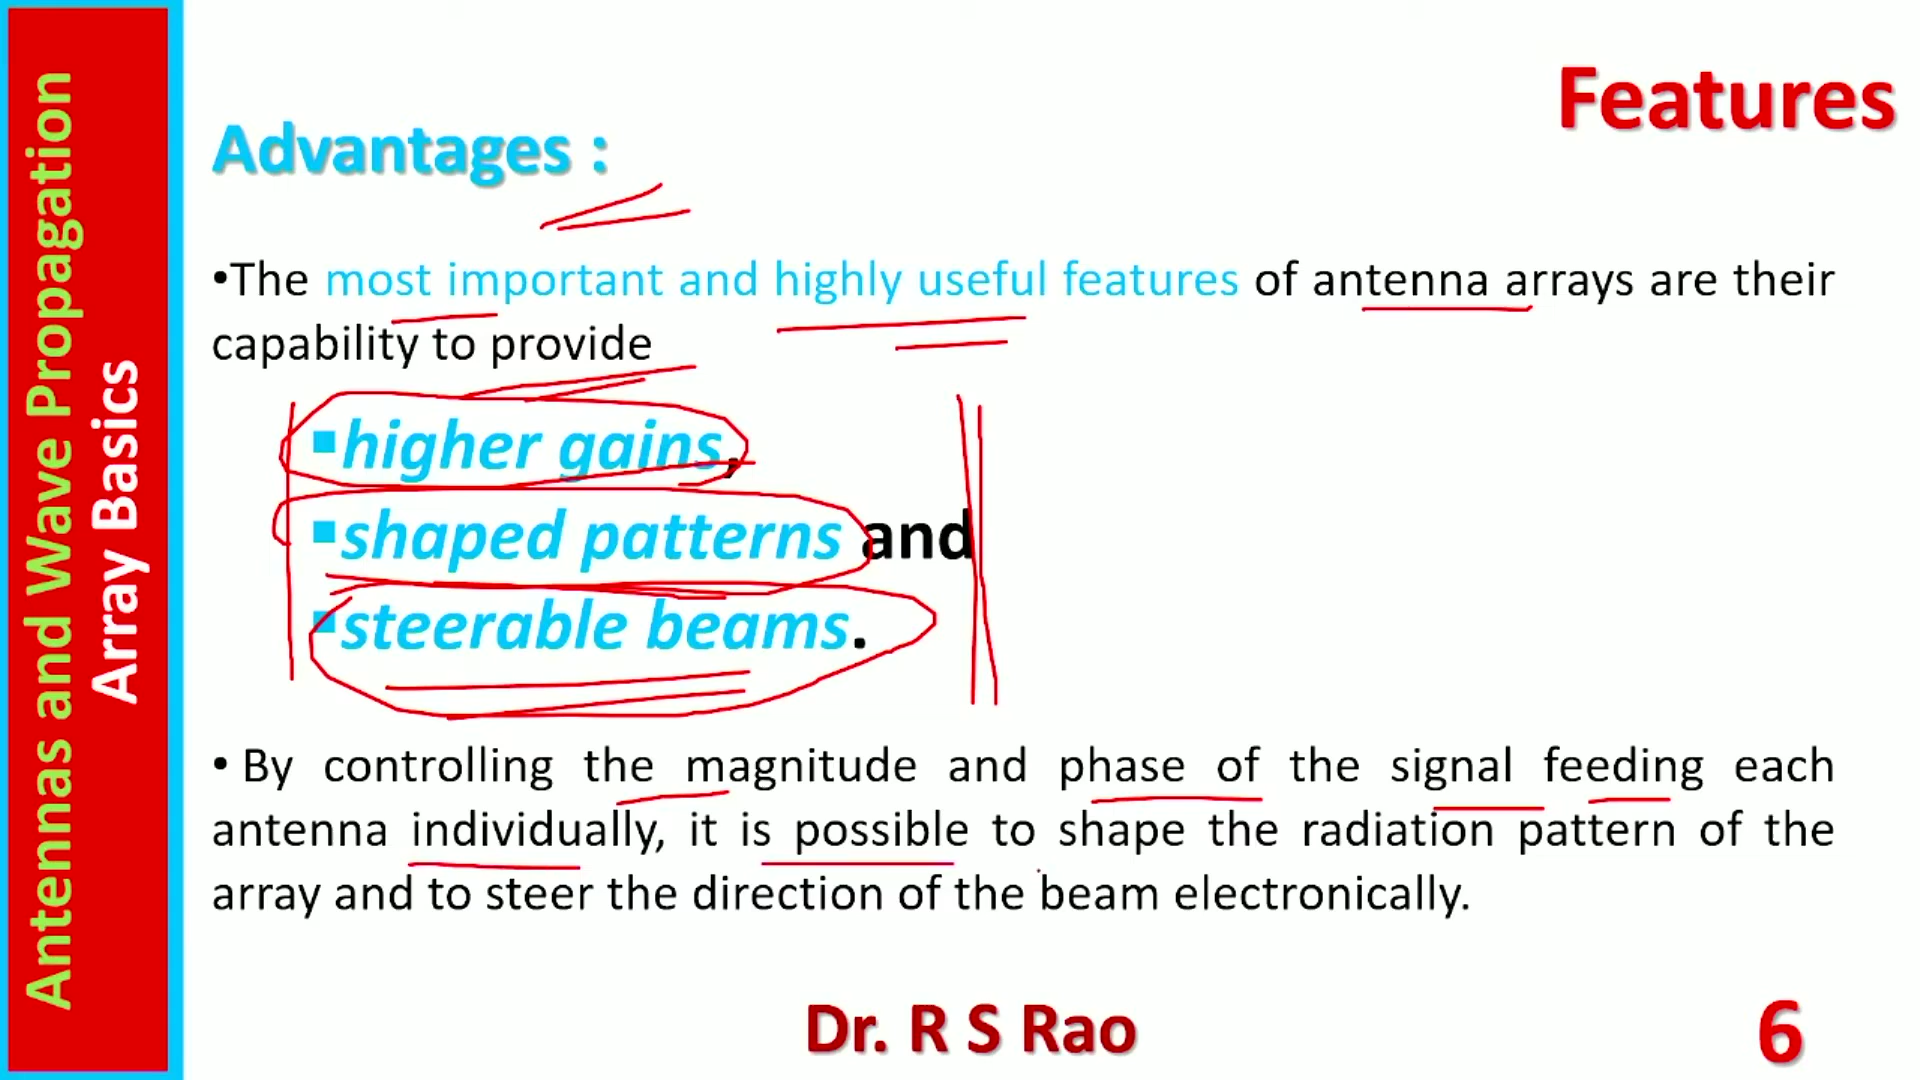 Antennas and Wave Propagation
Array Basics
Features
Advantages :
•The most important and highly useful features of antenna arrays are their
capability to provide
▪higher gains,
▪shaped patterns and
▪steerable beams.
• By controlling the magnitude and phase of the signal feeding each
antenna individually, it is possible to shape the radiation pattern of the
array and to steer the direction of the beam electronically.
Dr. R S Rao
6